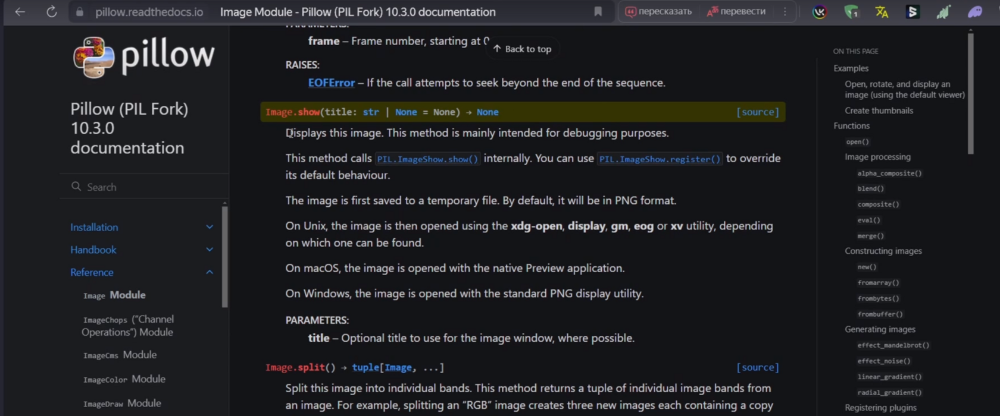 pillow.readthedocs.io Image Module - Pillow (PIL Fork) 10.3.0 documentation пересказать перевести
pillow
Pillow (PIL Fork)
10.3.0
documentation
Search
Installation
Handbook
Reference
Image Module
ImageChops (“Channel
Operations”) Module
ImageCms Module
ImageColor Module
ImageDraw Module
PARAMETERS:
frame – Frame number, starting at 0
Back to top
RAISES:
EOFError – If the call attempts to seek beyond the end of the sequence.
Image.show(title: str | None = None) → None [source]
Displays this image. This method is mainly intended for debugging purposes.
This method calls PIL.ImageShow.show() internally. You can use PIL.ImageShow.register() to override
its default behaviour.
The image is first saved to a temporary file. By default, it will be in PNG format.
On Unix, the image is then opened using the xdg-open, display, gm, eog or xv utility, depending
on which one can be found.
On macOS, the image is opened with the native Preview application.
On Windows, the image is opened with the standard PNG display utility.
PARAMETERS:
title – Optional title to use for the image window, where possible.
Image.split() → tuple[Image, ...] [source]
Split this image into individual bands. This method returns a tuple of individual image bands from
an image. For example, splitting an “RGB” image creates three new images each containing a copy
ON THIS PAGE
Examples
Open, rotate, and display an
image (using the default viewer)
Create thumbnails
Functions
open()
Image processing
alpha_composite()
blend()
composite()
eval()
merge()
Constructing images
new()
fromarray()
frombytes()
frombuffer()
Generating images
effect_mandelbrot()
effect_noise()
linear_gradient()
radial_gradient()
Registering plugins